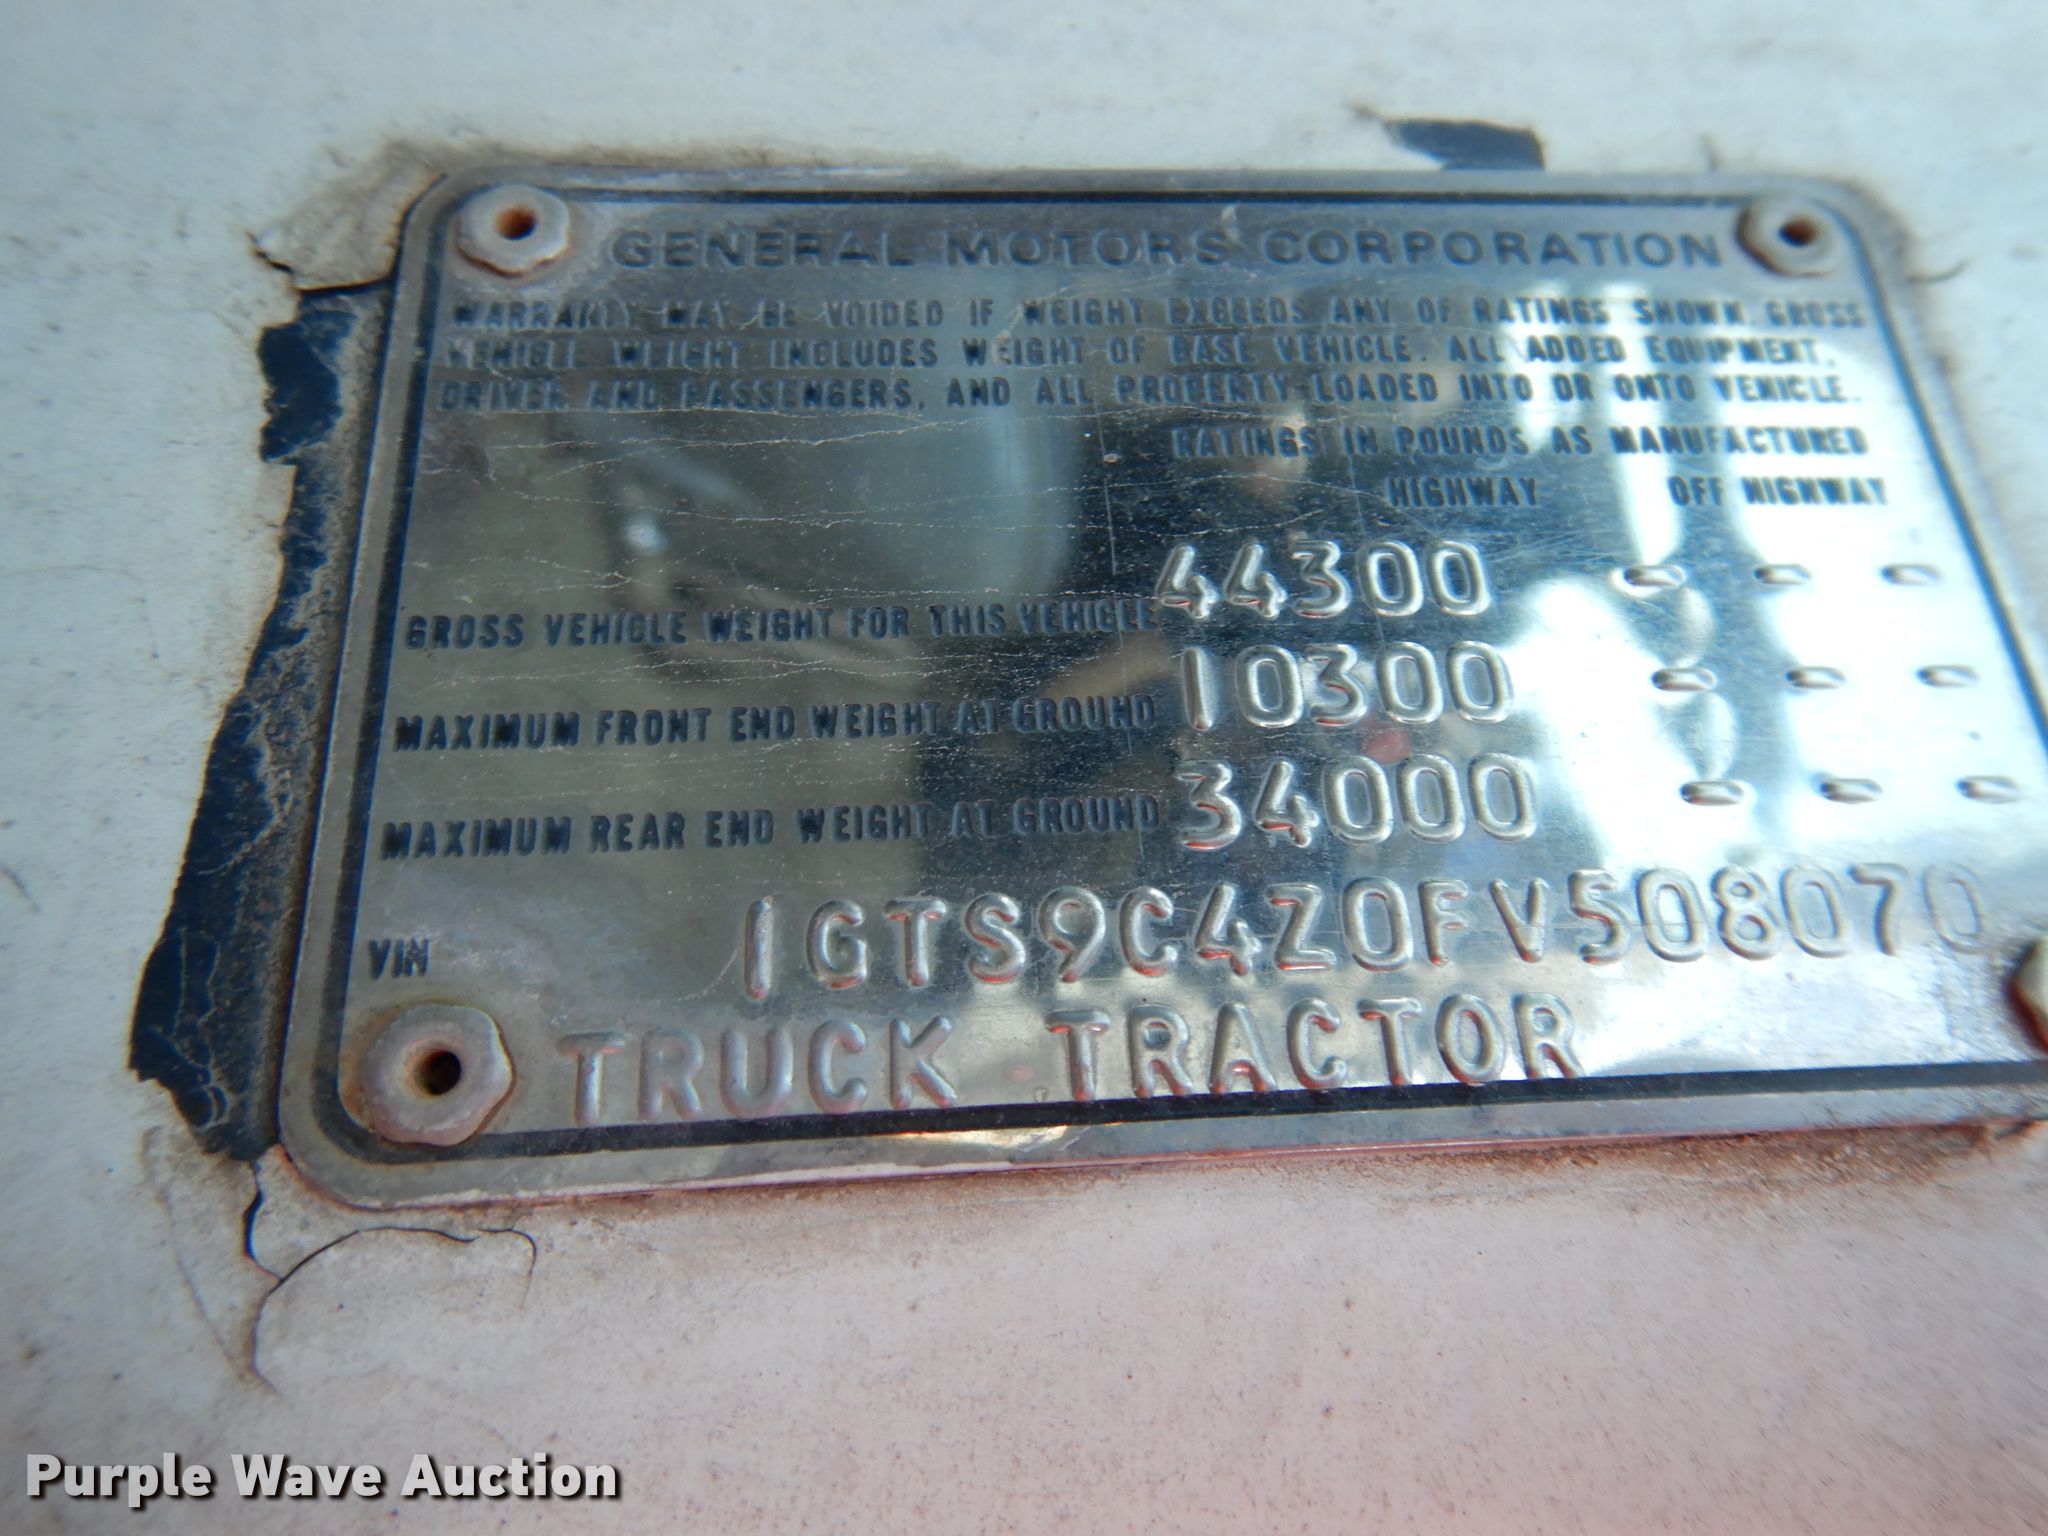 GENERAL MOTORS CORPORATION
WARRANTY MAY BE VOIDED IF WEIGHT EXCEEDS ANY OF RATINGS SHOWN. GROSS
VEHICLE WEIGHT INCLUDES WEIGHT OF BASE VEHICLE. ALL ADDED EQUIPMENT,
DRIVER AND PASSENGERS, AND ALL PROPERTY LOADED INTO OR ONTO VEHICLE.
RATINGS IN POUNDS AS MANUFACTURED
HIGHWAY OFF HIGHWAY
GROSS VEHICLE WEIGHT FOR THIS VEHICLE 44300 - - -
MAXIMUM FRONT END WEIGHT AT GROUND 10300 - - -
MAXIMUM REAR END WEIGHT AT GROUND 34000 - - -
VIN 1GTS9C4Z0FV508070
TRUCK TRACTOR
Purple Wave Auction